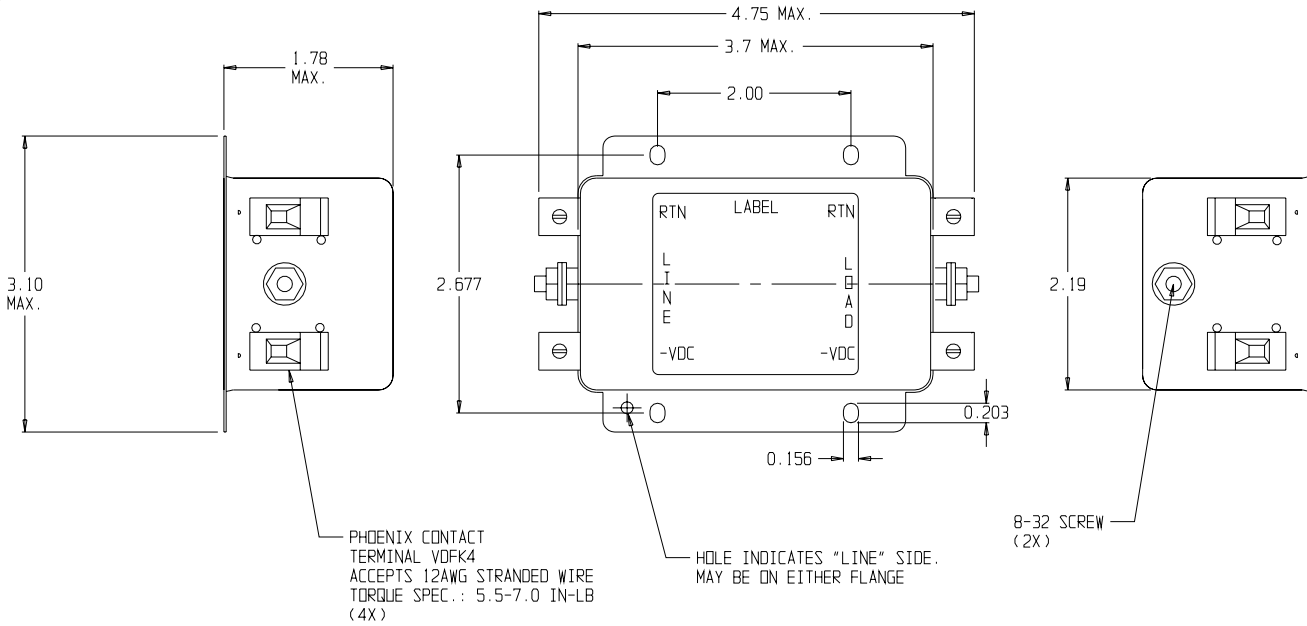 4.75 MAX.
3.7 MAX.
1.78
MAX.
2.00
3.10
MAX.
2.677
RTN LABEL RTN
LINE
LOAD
-VDC -VDC
2.19
0.203
0.156
PHOENIX CONTACT
TERMINAL VDFK4
ACCEPTS 12AWG STRANDED WIRE
TORQUE SPEC.: 5.5-7.0 IN-LB
(4X)
HOLE INDICATES "LINE" SIDE.
MAY BE ON EITHER FLANGE
8-32 SCREW
(2X)